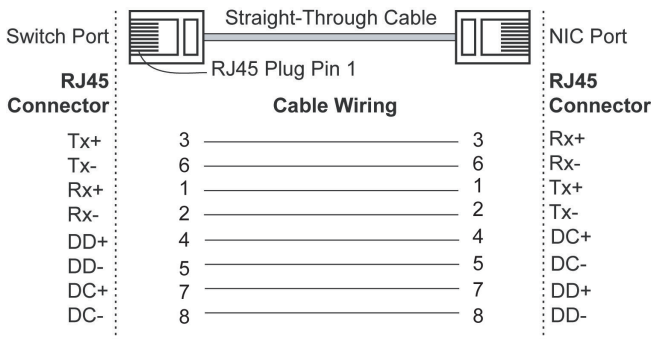 Straight-Through Cable
Switch Port NIC Port
RJ45 Plug Pin 1
RJ45 RJ45
Connector Cable Wiring Connector
Tx+ 3 3 Rx+
Tx- 6 6 Rx-
Rx+ 1 1 Tx+
Rx- 2 2 Tx-
DD+ 4 4 DC+
DD- 5 5 DC-
DC+ 7 7 DD+
DC- 8 8 DD-